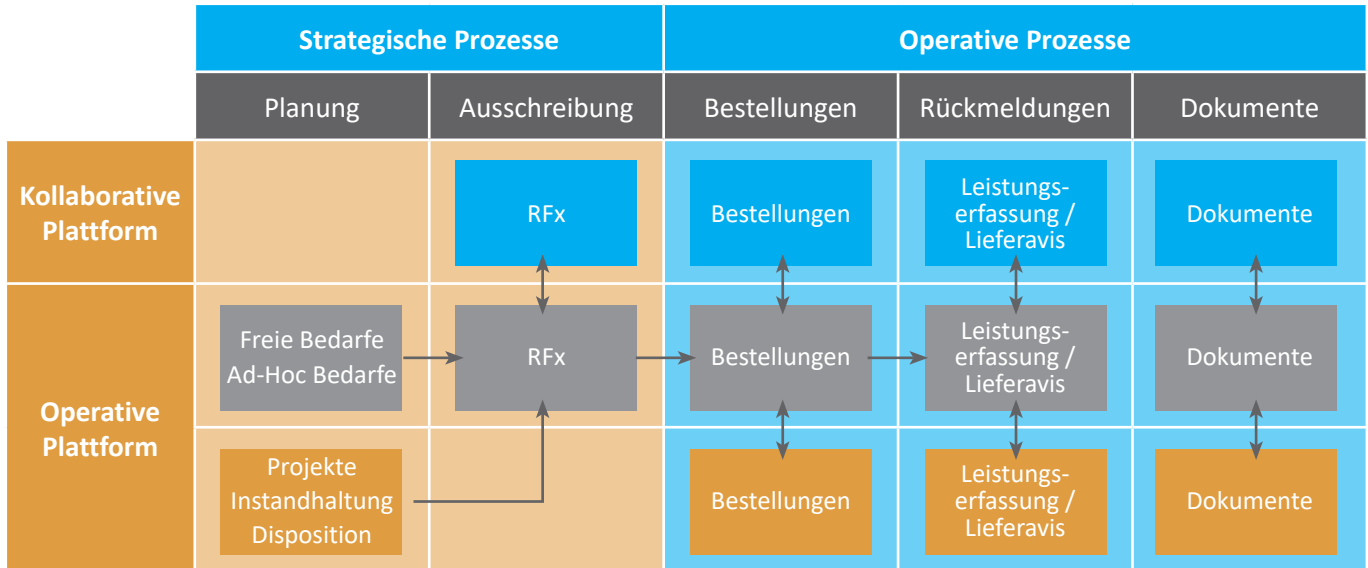 Strategische Prozesse
Operative Prozesse
Planung
Ausschreibung
Bestellungen
Rückmeldungen
Dokumente
Kollaborative
Plattform
RFx
Bestellungen
Leistungs-
erfassung /
Lieferavis
Dokumente
Operative
Plattform
Freie Bedarfe
Ad-Hoc Bedarfe
RFx
Bestellungen
Leistungs-
erfassung /
Lieferavis
Dokumente
Projekte
Instandhaltung
Disposition
Bestellungen
Leistungs-
erfassung /
Lieferavis
Dokumente